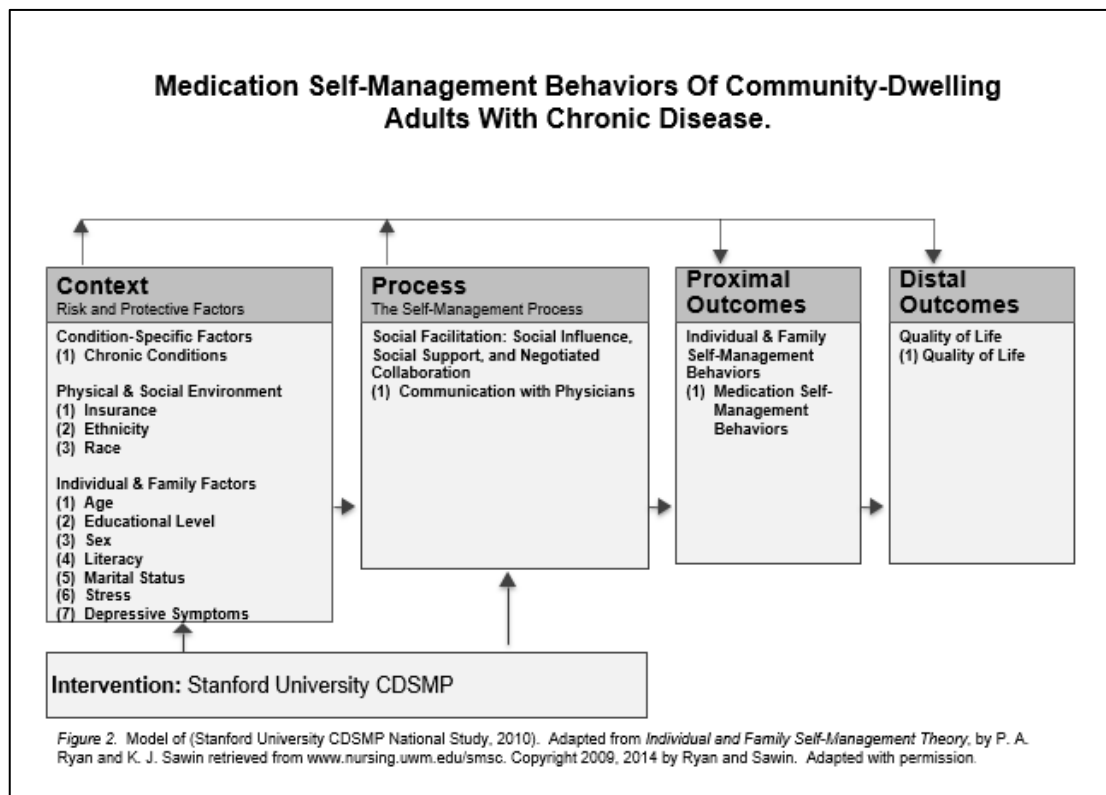 Medication Self-Management Behaviors Of Community-Dwelling
Adults With Chronic Disease.
Context
Risk and Protective Factors
Condition-Specific Factors
(1) Chronic Conditions
Physical & Social Environment
(1) Insurance
(2) Ethnicity
(3) Race
Individual & Family Factors
(1) Age
(2) Educational Level
(3) Sex
(4) Literacy
(5) Marital Status
(6) Stress
(7) Depressive Symptoms
Process
The Self-Management Process
Social Facilitation: Social Influence,
Social Support, and Negotiated
Collaboration
(1) Communication with Physicians
Proximal
Outcomes
Individual & Family
Self-Management
Behaviors
(1) Medication Self-
Management
Behaviors
Distal
Outcomes
Quality of Life
(1) Quality of Life
Intervention: Stanford University CDSMP
Figure 2. Model of (Stanford University CDSMP National Study, 2010). Adapted from Individual and Family Self-Management Theory, by P. A.
Ryan and K. J. Sawin retrieved from www.nursing.uwm.edu/smsc. Copyright 2009, 2014 by Ryan and Sawin. Adapted with permission.